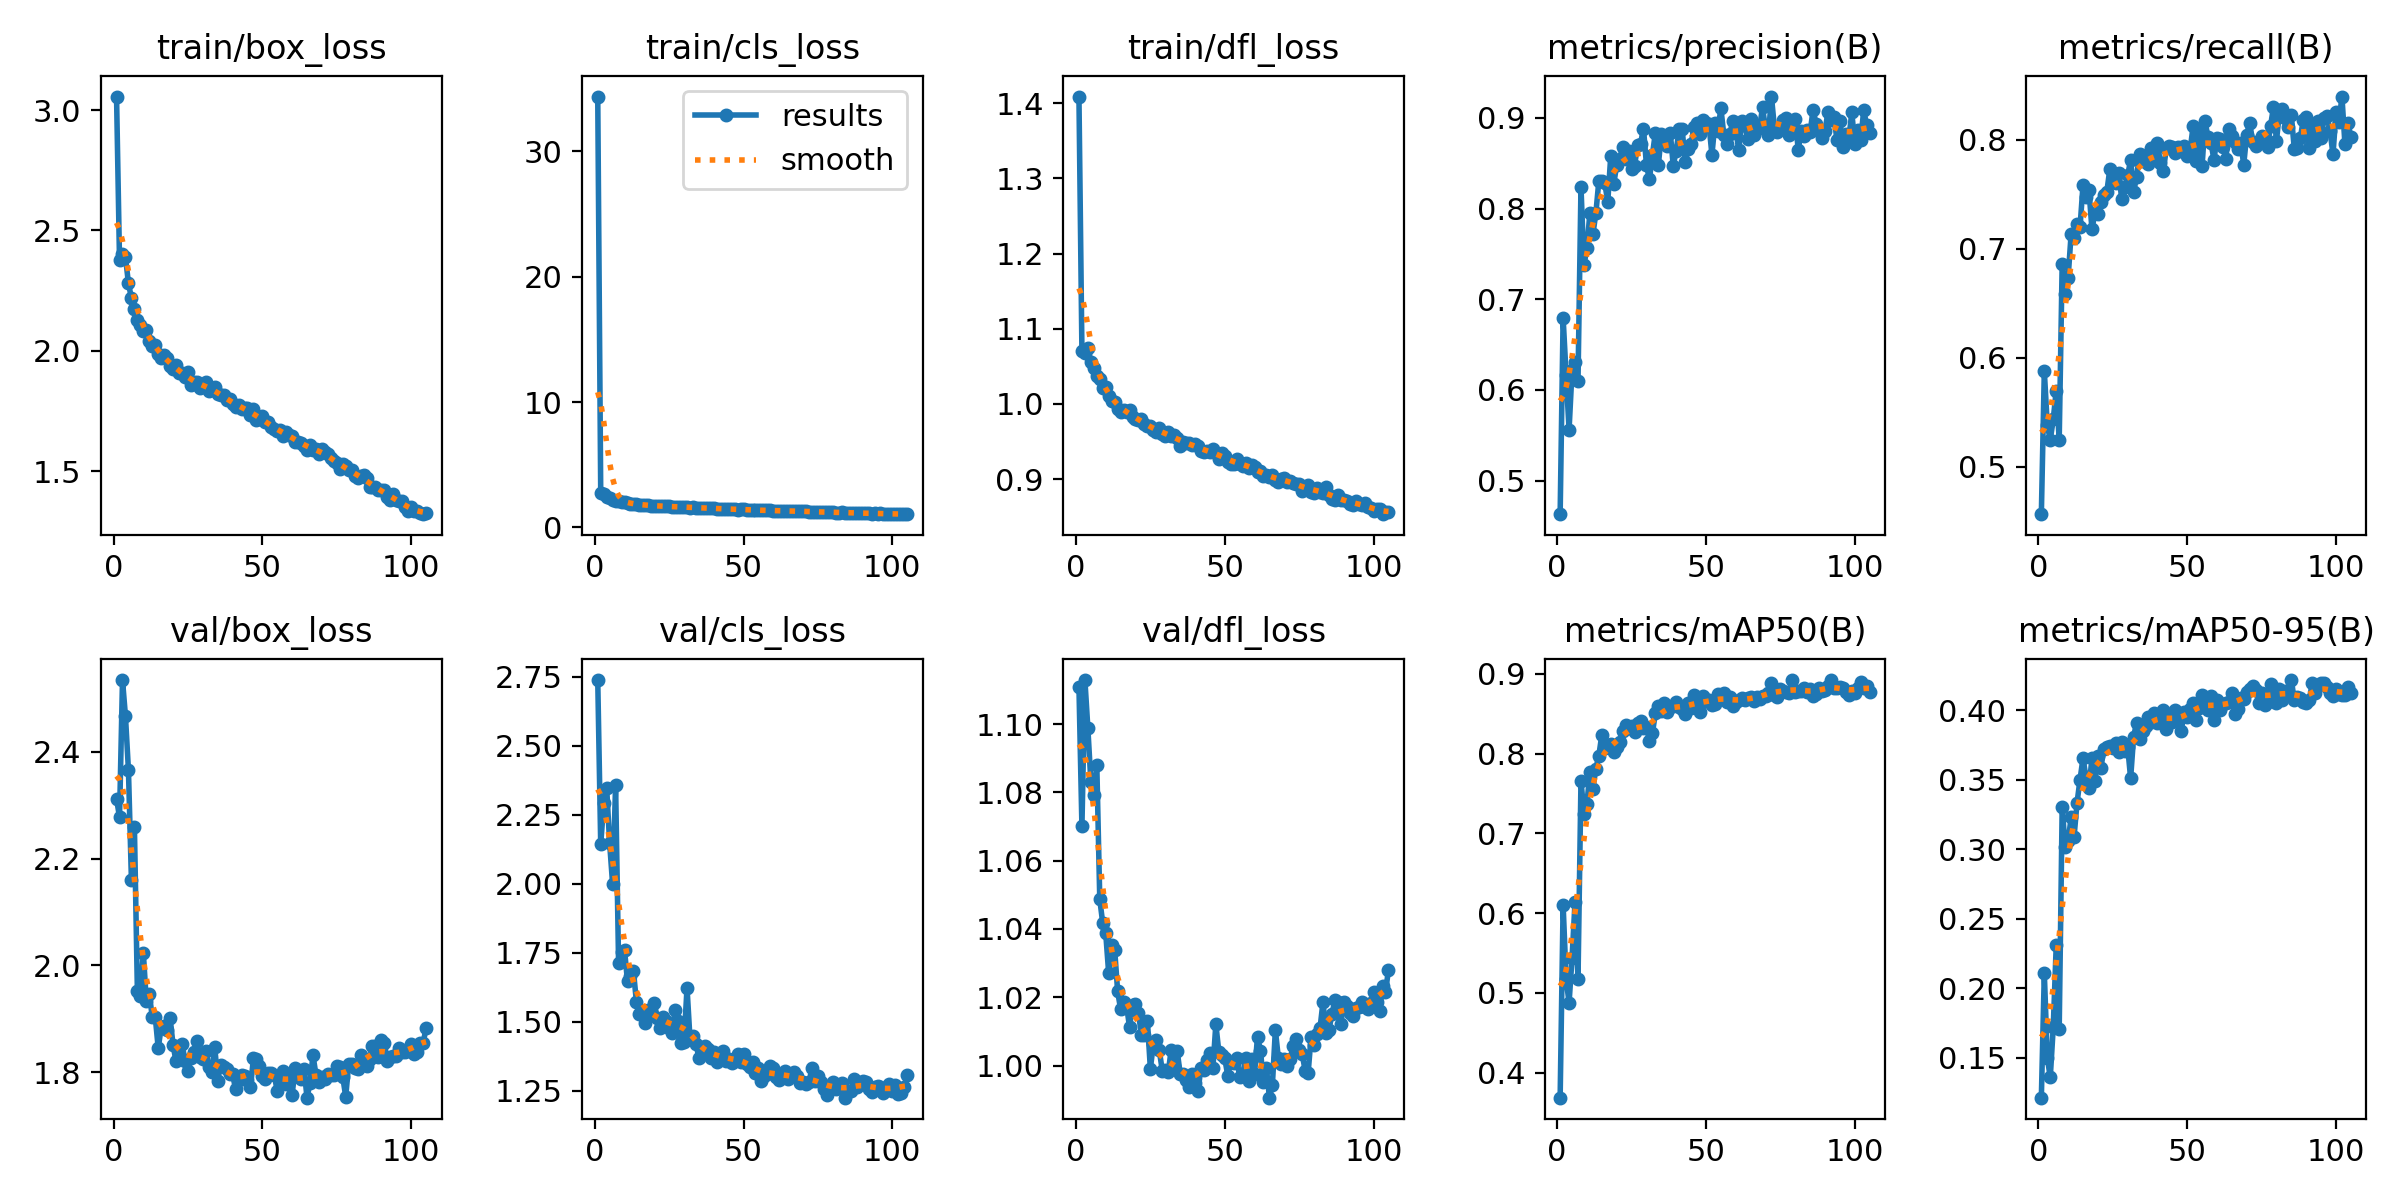 train/box_loss
3.0
2.5
2.0
1.5
0 50 100
train/cls_loss
results
smooth
30
20
10
0
0 50 100
train/dfl_loss
1.4
1.3
1.2
1.1
1.0
0.9
0 50 100
metrics/precision(B)
0.9
0.8
0.7
0.6
0.5
0 50 100
metrics/recall(B)
0.8
0.7
0.6
0.5
0 50 100
val/box_loss
2.4
2.2
2.0
1.8
0 50 100
val/cls_loss
2.75
2.50
2.25
2.00
1.75
1.50
1.25
0 50 100
val/dfl_loss
1.10
1.08
1.06
1.04
1.02
1.00
0 50 100
metrics/mAP50(B)
0.9
0.8
0.7
0.6
0.5
0.4
0 50 100
metrics/mAP50-95(B)
0.40
0.35
0.30
0.25
0.20
0.15
0 50 100